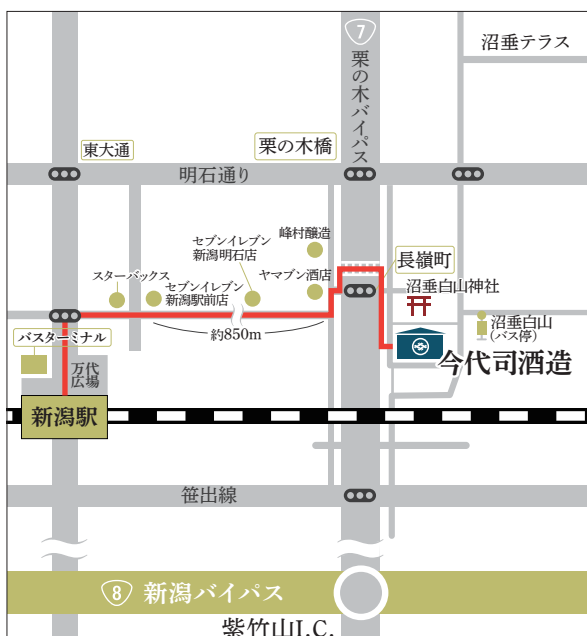 7
沼垂テラス
栗の木バイパス
東大通
栗の木橋
明石通り
峰村醸造
セブンイレブン
新潟明石店
長嶺町
スターバックス
セブンイレブン
新潟駅前店
ヤマブン酒店
沼垂白山神社
約850m
沼垂白山
(バス停)
バスターミナル
万代
広場
今代司酒造
新潟駅
笹出線
8
新潟バイパス
紫竹山I.C.